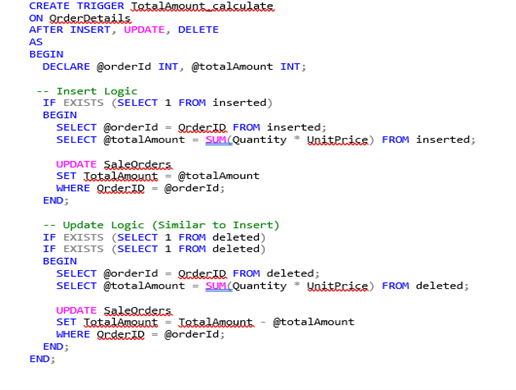 CREATE TRIGGER TotalAmount_calculate
ON OrderDetails
AFTER INSERT, UPDATE, DELETE
AS
BEGIN
DECLARE @orderId INT, @totalAmount INT;
-- Insert Logic
IF EXISTS (SELECT 1 FROM inserted)
BEGIN
SELECT @orderId = OrderID FROM inserted;
SELECT @totalAmount = SUM(Quantity * UnitPrice) FROM inserted;
UPDATE SaleOrders
SET TotalAmount = @totalAmount
WHERE OrderID = @orderId;
END;
-- Update Logic (Similar to Insert)
IF EXISTS (SELECT 1 FROM deleted)
IF EXISTS (SELECT 1 FROM deleted)
BEGIN
SELECT @orderId = OrderID FROM deleted;
SELECT @totalAmount = SUM(Quantity * UnitPrice) FROM deleted;
UPDATE SaleOrders
SET TotalAmount = TotalAmount - @totalAmount
WHERE OrderID = @orderId;
END;
END;